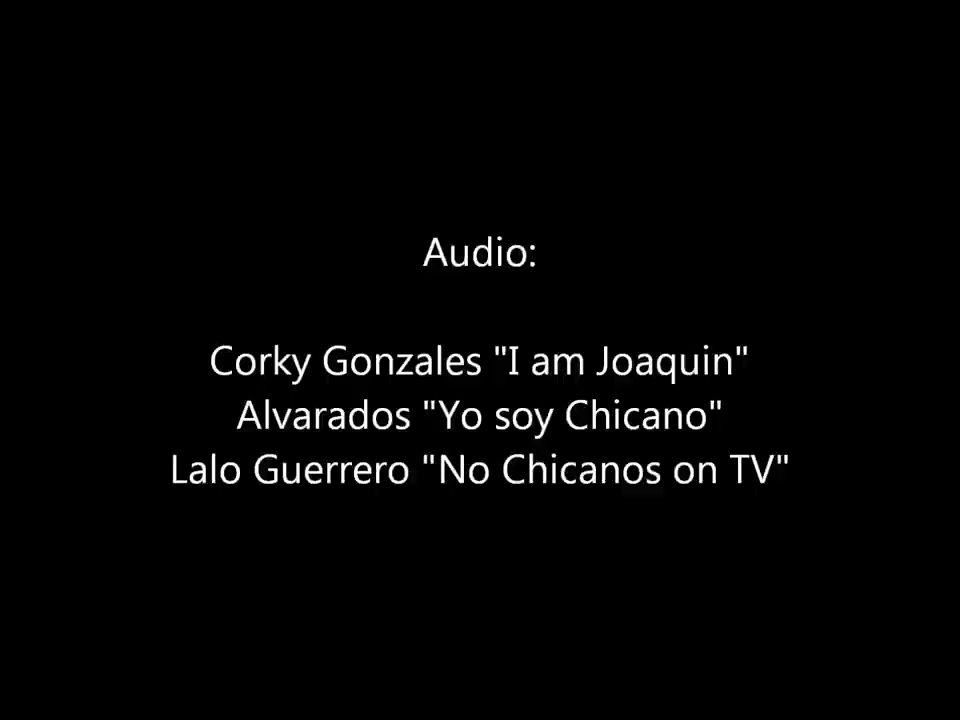 Audio:
Corky Gonzales "I am Joaquin"
Alvarados "Yo soy Chicano"
Lalo Guerrero "No Chicanos on TV"